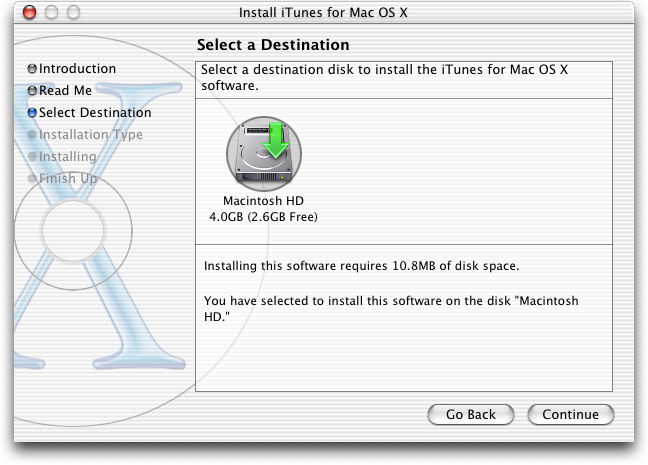 Install iTunes for Mac OS X
Select a Destination
Introduction
Read Me
Select Destination
Installation Type
Installing
Finish Up
Select a destination disk to install the iTunes for Mac OS X
software.
Macintosh HD
4.0GB (2.6GB Free)
Installing this software requires 10.8MB of disk space.
You have selected to install this software on the disk "Macintosh
HD."
Go Back
Continue